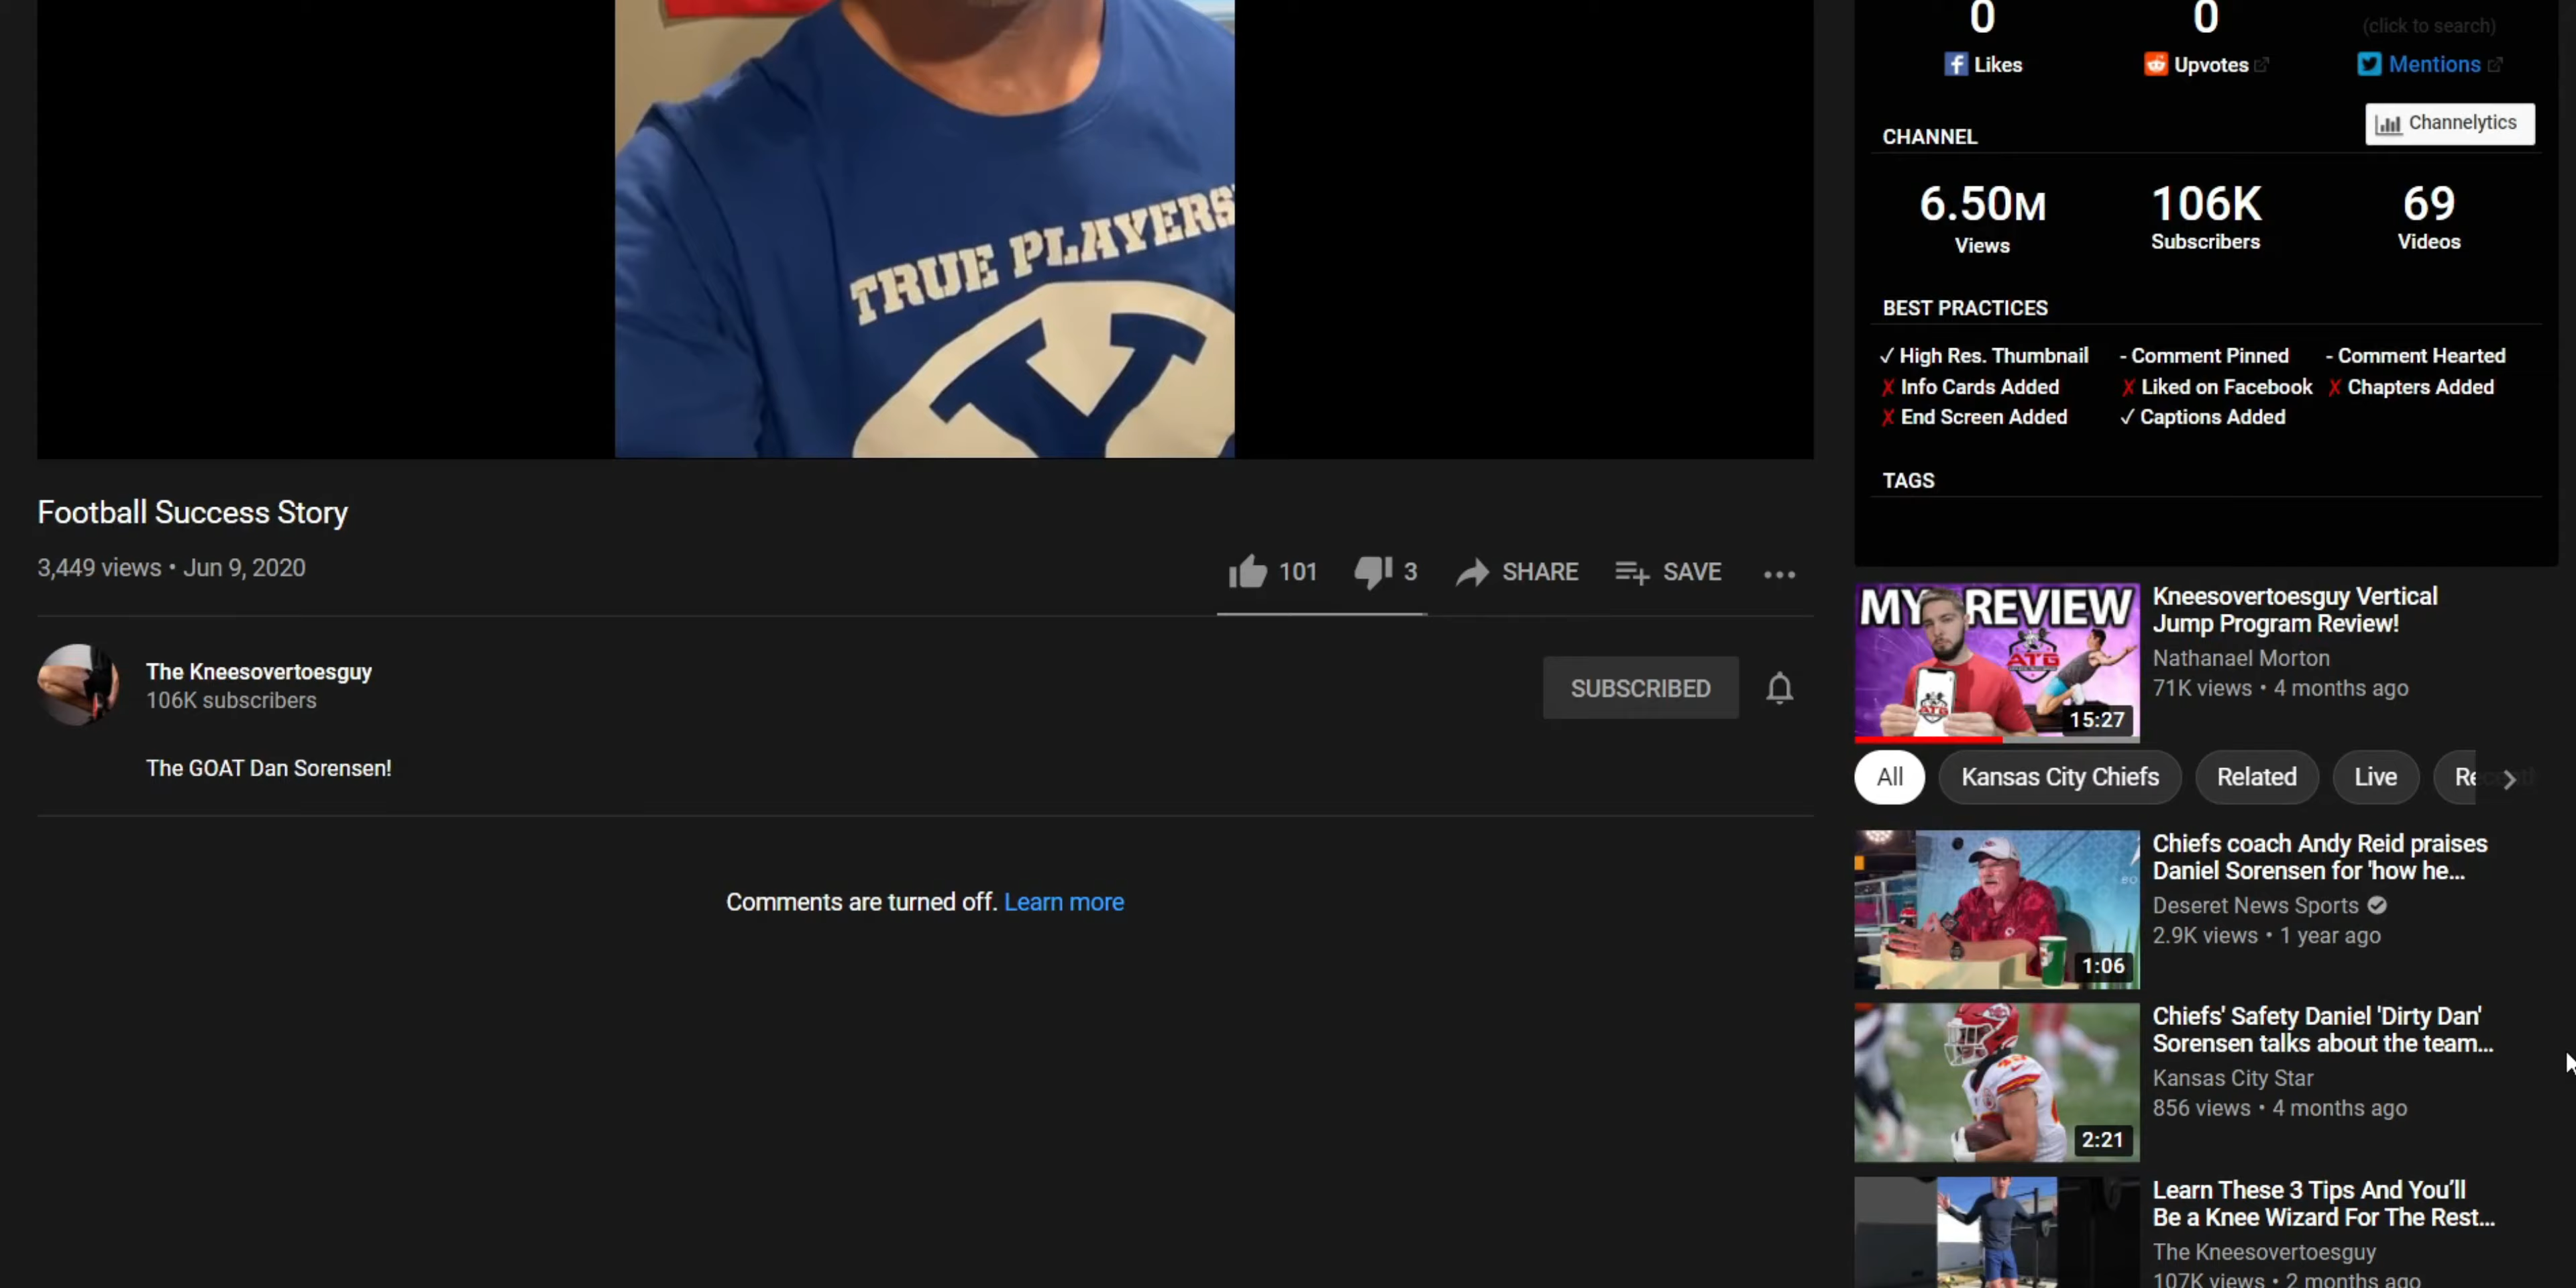 TRUE PLAYERS
Y
Football Success Story
3,449 views • Jun 9, 2020
101
3
SHARE
SAVE
The Kneesovertoesguy
106K subscribers
SUBSCRIBED
The GOAT Dan Sorensen!
Comments are turned off. Learn more
0
0
(click to search)
Likes
Upvotes
Mentions
CHANNEL
Channelytics
6.50M
106K
69
Views
Subscribers
Videos
BEST PRACTICES
✓ High Res. Thumbnail
- Comment Pinned
- Comment Hearted
✗ Info Cards Added
✗ Liked on Facebook
✗ Chapters Added
✗ End Screen Added
✓ Captions Added
TAGS
MY REVIEW
ATG
ATG
15:27
Kneesovertoesguy Vertical
Jump Program Review!
Nathanael Morton
71K views • 4 months ago
All
Kansas City Chiefs
Related
Live
1:06
Chiefs coach Andy Reid praises
Daniel Sorensen for 'how he...
Deseret News Sports
2.9K views • 1 year ago
2:21
Chiefs' Safety Daniel 'Dirty Dan'
Sorensen talks about the team...
Kansas City Star
856 views • 4 months ago
Learn These 3 Tips And You'll
Be a Knee Wizard For The Rest...
The Kneesovertoesguy
107K views • 2 months ago